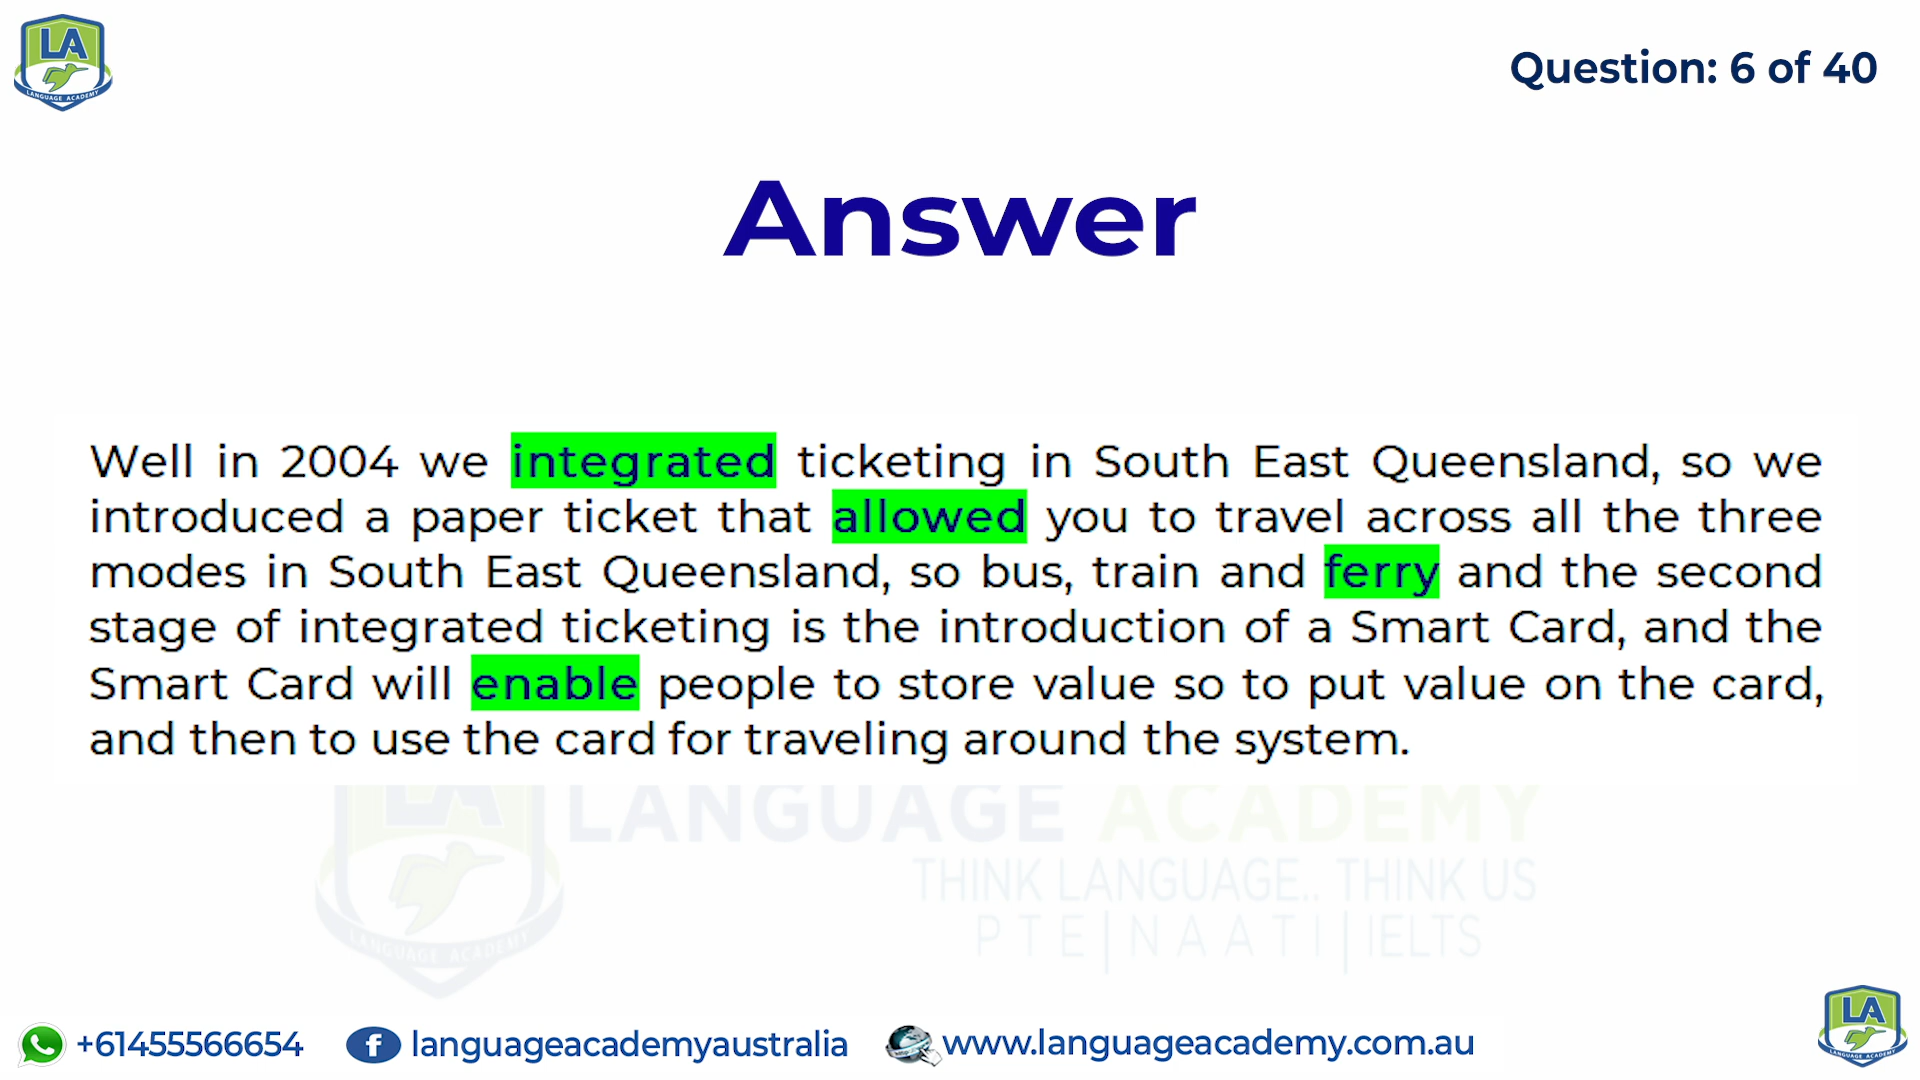 LA
LANGUAGE ACADEMY
Question: 6 of 40
Answer
Well in 2004 we integrated ticketing in South East Queensland, so we
introduced a paper ticket that allowed you to travel across all the three
modes in South East Queensland, so bus, train and ferry and the second
stage of integrated ticketing is the introduction of a Smart Card, and the
Smart Card will enable people to store value so to put value on the card,
and then to use the card for traveling around the system.
LA
LANGUAGE ACADEMY
THINK LANGUAGE.. THINK US
PTE|NAATI|IELTS
LANGUAGE ACADEMY
+61455566654
languageacademyaustralia
www.languageacademy.com.au
LA
LANGUAGE ACADEMY